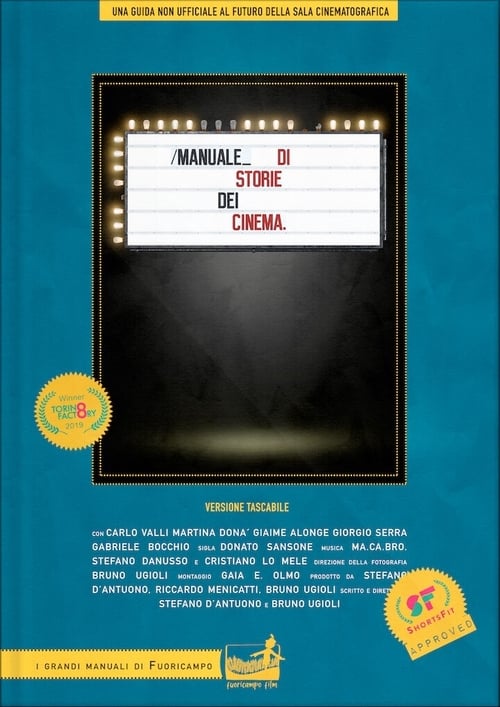 UNA GUIDA NON UFFICIALE AL FUTURO DELLA SALA CINEMATOGRAFICA
/MANUALE_ DI
STORIE
DEI
CINEMA.
Winner
TORINO
FACT8RY
2019
VERSIONE TASCABILE
CON CARLO VALLI MARTINA DONA' GIAIME ALONGE GIORGIO SERRA
GABRIELE BOCCHIO SIGLA DONATO SANSONE MUSICA MA.CA.BRO.
STEFANO DANUSSO E CRISTIANO LO MELE DIREZIONE DELLA FOTOGRAFIA
BRUNO UGIOLI MONTAGGIO GAIA E. OLMO PRODOTTO DA STEFANO
D'ANTUONO, RICCARDO MENICATTI, BRUNO UGIOLI SCRITTO E DIRETTO
STEFANO D'ANTUONO E BRUNO UGIOLI
SF
SHORTSFIT
APPROVED
I GRANDI MANUALI DI FUORICAMPO
fuoricampo film